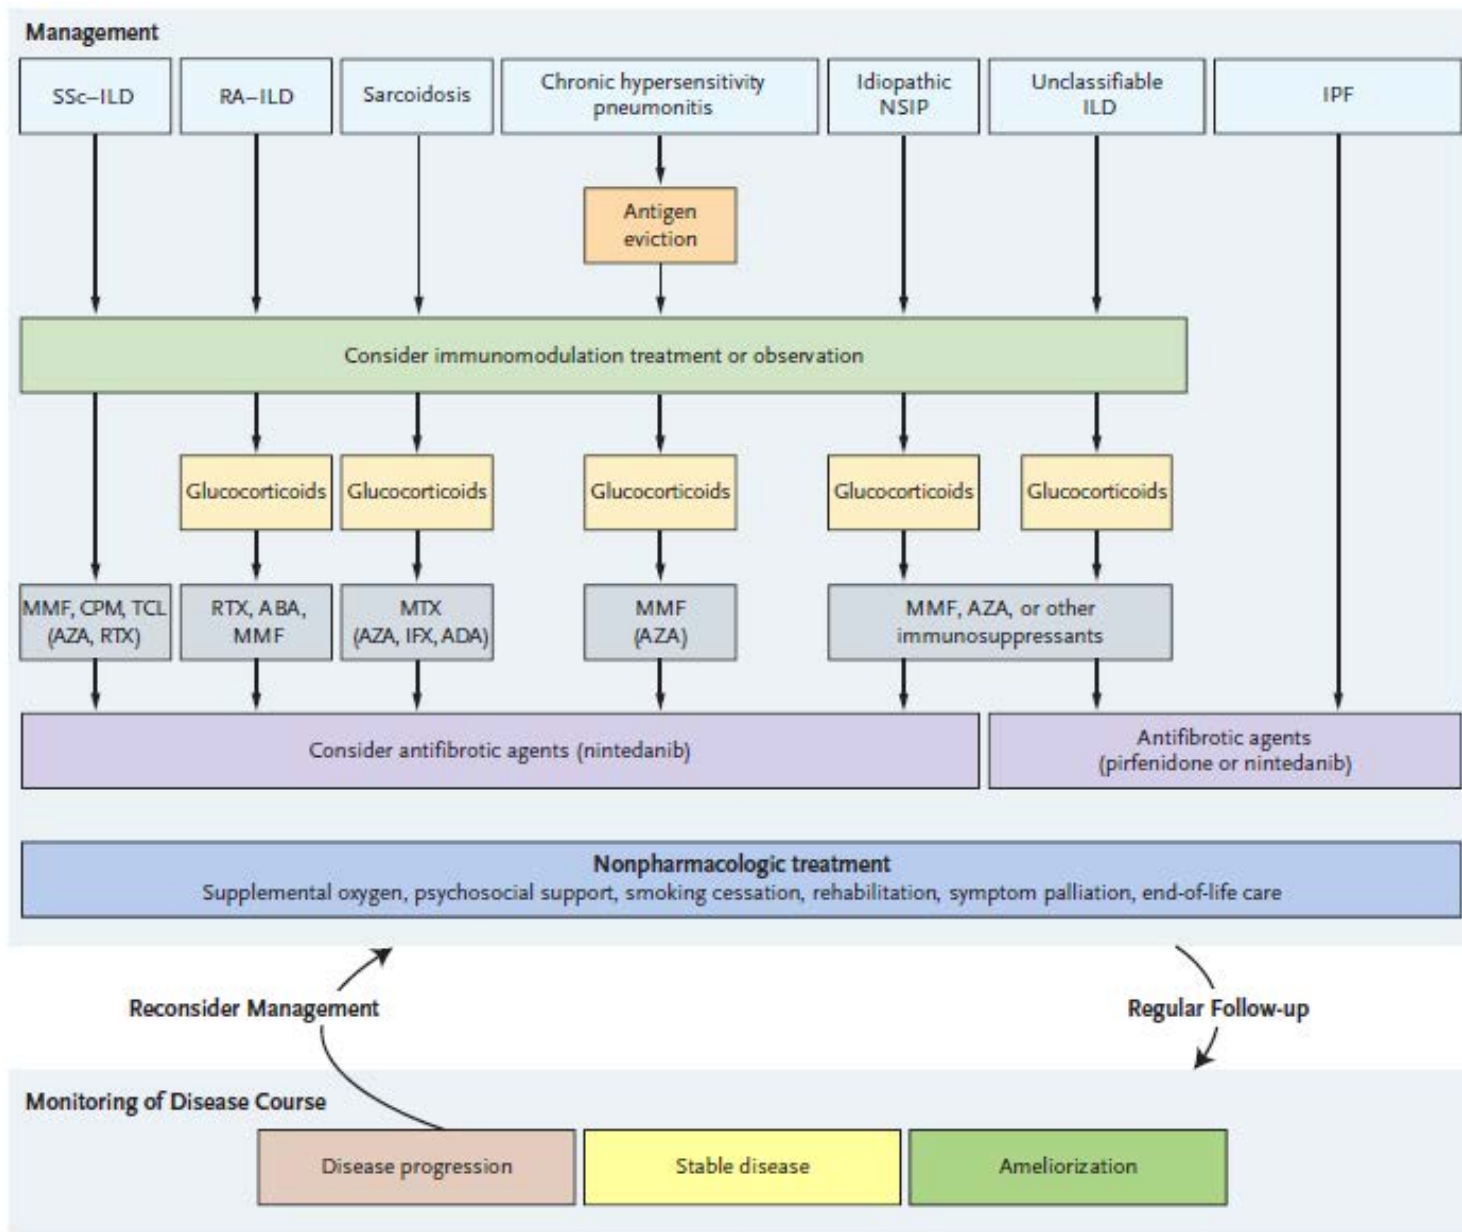 Management
SSc–ILD
RA–ILD
Sarcoidosis
Chronic hypersensitivity
pneumonitis
Idiopathic
NSIP
Unclassifiable
ILD
IPF
Antigen
eviction
Consider immunomodulation treatment or observation
Glucocorticoids
Glucocorticoids
Glucocorticoids
Glucocorticoids
Glucocorticoids
MMF, CPM, TCL
(AZA, RTX)
RTX, ABA,
MMF
MTX
(AZA, IFX, ADA)
MMF
(AZA)
MMF, AZA, or other
immunosuppressants
Consider antifibrotic agents (nintedanib)
Antifibrotic agents
(pirfenidone or nintedanib)
Nonpharmacologic treatment
Supplemental oxygen, psychosocial support, smoking cessation, rehabilitation, symptom palliation, end-of-life care
Reconsider Management
Regular Follow-up
Monitoring of Disease Course
Disease progression
Stable disease
Ameliorization